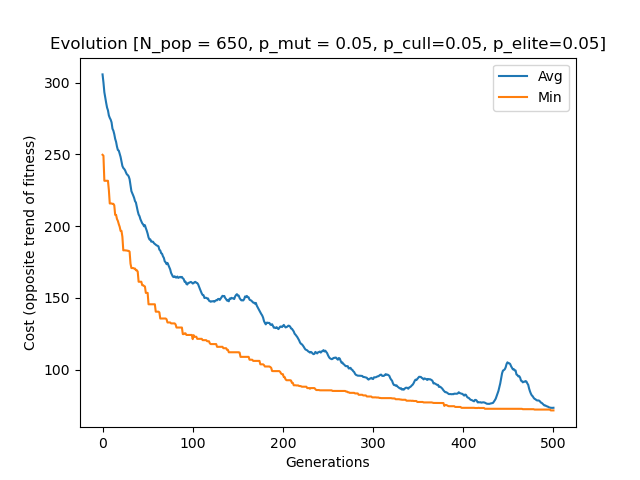 Evolution [N_pop = 650, p_mut = 0.05, p_cull=0.05, p_elite=0.05]
Avg
Min
Cost (opposite trend of fitness)
300
250
200
150
100
0 100 200 300 400 500
Generations